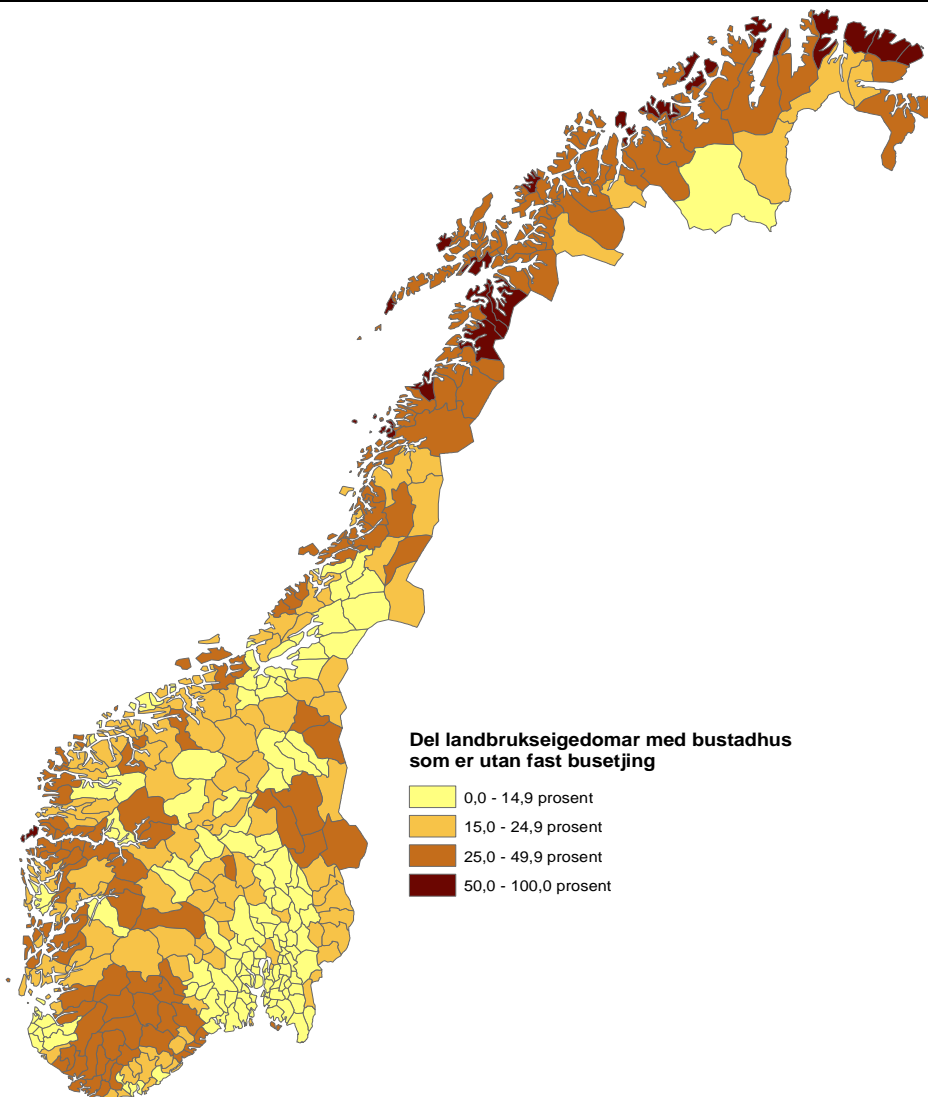 Del landbrukseigedomar med bustadhus
som er utan fast busetjing
0,0 - 14,9 prosent
15,0 - 24,9 prosent
25,0 - 49,9 prosent
50,0 - 100,0 prosent